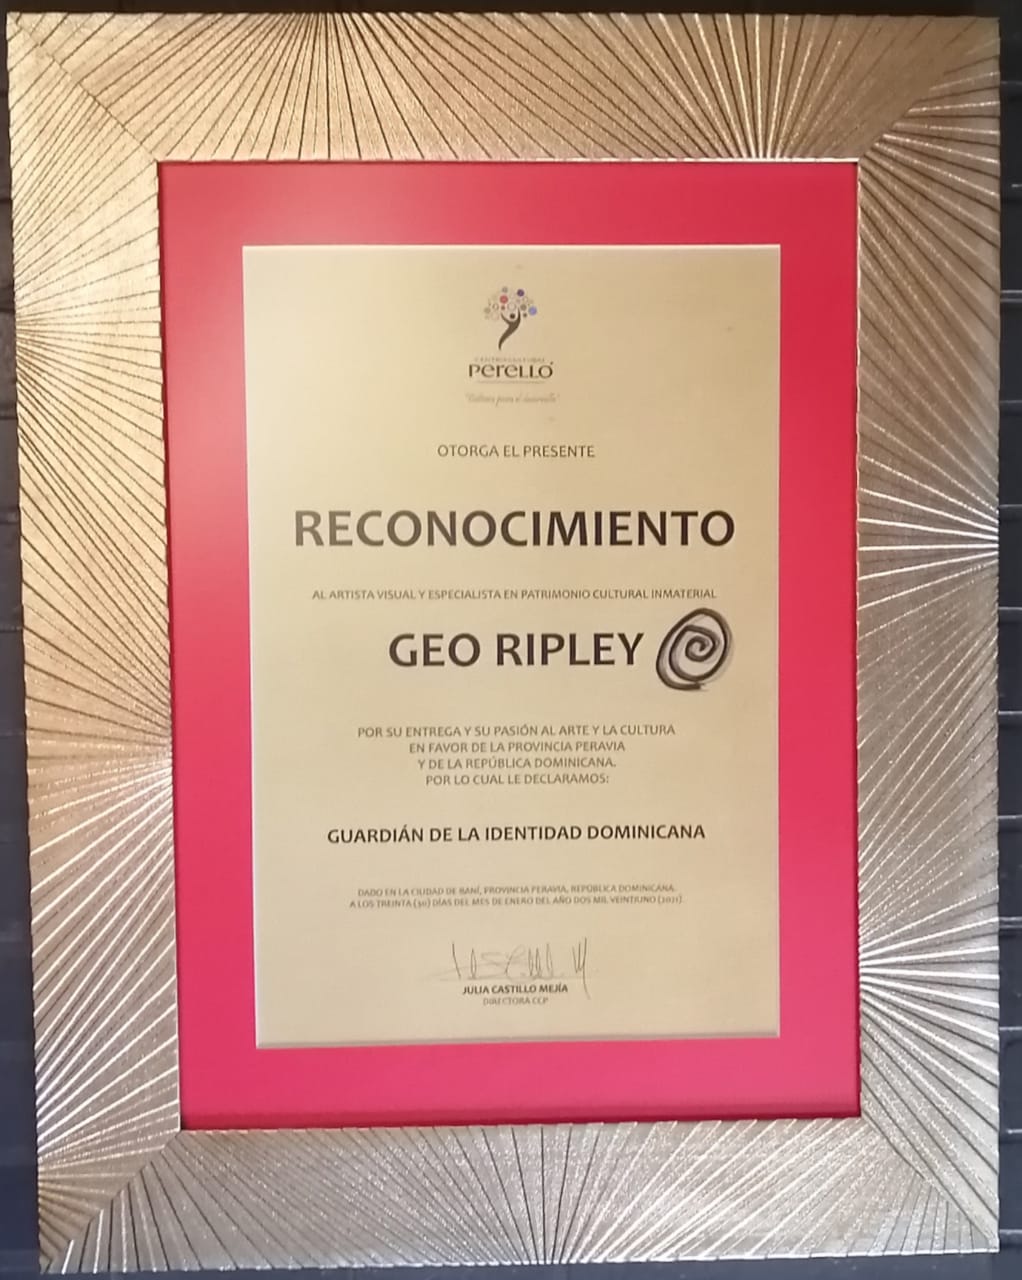 CENTRO CULTURAL
PERELLÓ
"Cultura para el desarrollo"
OTORGA EL PRESENTE
RECONOCIMIENTO
AL ARTISTA VISUAL Y ESPECIALISTA EN PATRIMONIO CULTURAL INMATERIAL
GEO RIPLEY
POR SU ENTREGA Y SU PASIÓN AL ARTE Y LA CULTURA
EN FAVOR DE LA PROVINCIA PERAVIA
Y DE LA REPÚBLICA DOMINICANA.
POR LO CUAL LE DECLARAMOS:
GUARDIÁN DE LA IDENTIDAD DOMINICANA
DADO EN LA CIUDAD DE BANÍ, PROVINCIA PERAVIA, REPÚBLICA DOMINICANA.
A LOS TREINTA (30) DÍAS DEL MES DE ENERO DEL AÑO DOS MIL VEINTIUNO (2021).
JULIA CASTILLO MEJÍA
DIRECTORA CCP